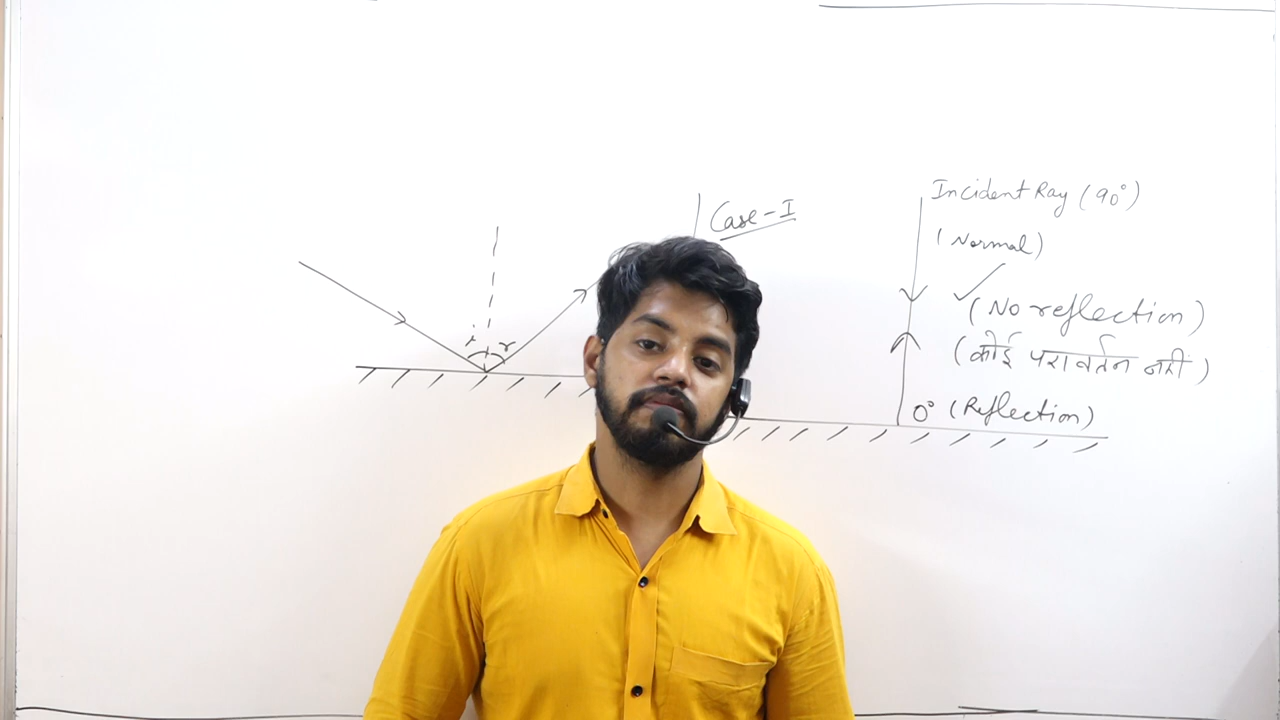 i r
Case-I
Incident Ray (90°)
(Normal)
(No reflection)
(कोई परावर्तन नहीं)
0° (Reflection)